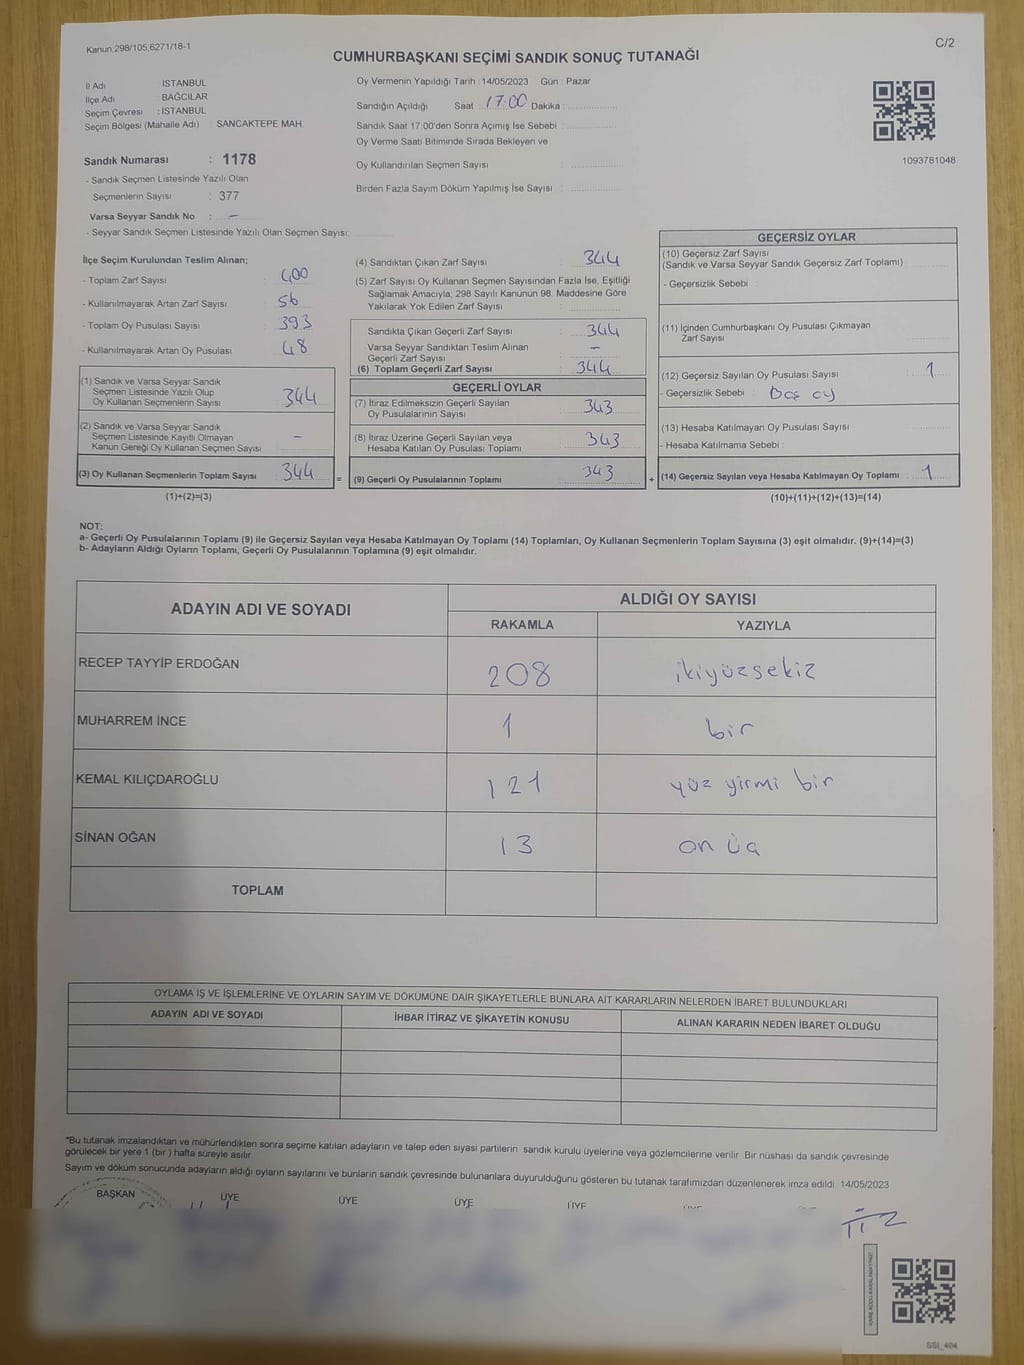 Kanun,298/105,6271/18-1
C/2
CUMHURBAŞKANI SEÇİMİ SANDIK SONUÇ TUTANAĞI
İl Adı İSTANBUL
İlçe Adı BAĞCILAR
Seçim Çevresi : İSTANBUL
Seçim Bölgesi (Mahalle Adı) : SANCAKTEPE MAH.
Sandık Numarası : 1178
- Sandık Seçmen Listesinde Yazılı Olan
Seçmenlerin Sayısı : 377
Varsa Seyyar Sandık No : –
- Seyyar Sandık Seçmen Listesinde Yazılı Olan Seçmen Sayısı:
Oy Vermenin Yapıldığı Tarih : 14/05/2023 Gün : Pazar
Sandığın Açıldığı Saat : 17:00 Dakika :
Sandık Saat 17:00'den Sonra Açımış İse Sebebi :
Oy Verme Saati Bitiminde Sırada Bekleyen ve
Oy Kullandırılan Seçmen Sayısı :
Birden Fazla Sayım Döküm Yapılmış İse Sayısı :
1093781048
İlçe Seçim Kurulundan Teslim Alınan;
- Toplam Zarf Sayısı : 400
- Kullanılmayarak Artan Zarf Sayısı : 56
- Toplam Oy Pusulası Sayısı : 393
- Kullanılmayarak Artan Oy Pusulası : 48
(1) Sandık ve Varsa Seyyar Sandık
Seçmen Listesinde Yazılı Olup
Oy Kullanan Seçmenlerin Sayısı : 344
(2) Sandık ve Varsa Seyyar Sandık
Seçmen Listesinde Kayıtlı Olmayan
Kanun Gereği Oy Kullanan Seçmen Sayısı : –
(3) Oy Kullanan Seçmenlerin Toplam Sayısı : 344
(1)+(2)=(3)
(4) Sandıktan Çıkan Zarf Sayısı : 344
(5) Zarf Sayısı Oy Kullanan Seçmen Sayısından Fazla İse, Eşitliği
Sağlamak Amacıyla, 298 Sayılı Kanunun 98. Maddesine Göre
Yakılarak Yok Edilen Zarf Sayısı :
Sandıkta Çıkan Geçerli Zarf Sayısı : 344
Varsa Seyyar Sandıktan Teslim Alınan
Geçerli Zarf Sayısı : –
(6) Toplam Geçerli Zarf Sayısı : 344
GEÇERLİ OYLAR
(7) İtiraz Edilmeksizin Geçerli Sayılan
Oy Pusulalarının Sayısı : 343
(8) İtiraz Üzerine Geçerli Sayılan veya
Hesaba Katılan Oy Pusulası Toplamı : 343
= (9) Geçerli Oy Pusulalarının Toplamı : 343
GEÇERSİZ OYLAR
(10) Geçersiz Zarf Sayısı
(Sandık ve Varsa Seyyar Sandık Geçersiz Zarf Toplamı) :
- Geçersizlik Sebebi :
(11) İçinden Cumhurbaşkanı Oy Pusulası Çıkmayan
Zarf Sayısı :
(12) Geçersiz Sayılan Oy Pusulası Sayısı : 1
- Geçersizlik Sebebi : Boş oy
(13) Hesaba Katılmayan Oy Pusulası Sayısı :
- Hesaba Katılmama Sebebi :
+ (14) Geçersiz Sayılan veya Hesaba Katılmayan Oy Toplamı : 1
(10)+(11)+(12)+(13)=(14)
NOT:
a- Geçerli Oy Pusulalarının Toplamı (9) ile Geçersiz Sayılan veya Hesaba Katılmayan Oy Toplamı (14) Toplamları, Oy Kullanan Seçmenlerin Toplam Sayısına (3) eşit olmalıdır. (9)+(14)=(3)
b- Adayların Aldığı Oyların Toplamı, Geçerli Oy Pusulalarının Toplamına (9) eşit olmalıdır.
ADAYIN ADI VE SOYADI ALDIĞI OY SAYISI
RAKAMLA YAZIYLA
RECEP TAYYİP ERDOĞAN 208 ikiyüzsekiz
MUHARREM İNCE 1 bir
KEMAL KILIÇDAROĞLU 121 yüz yirmi bir
SİNAN OĞAN 13 on üç
TOPLAM
OYLAMA İŞ VE İŞLEMLERİNE VE OYLARIN SAYIM VE DÖKÜMÜNE DAİR ŞİKAYETLERLE BUNLARA AİT KARARLARIN NELERDEN İBARET BULUNDUKLARI
ADAYIN ADI VE SOYADI İHBAR İTİRAZ VE ŞİKAYETİN KONUSU ALINAN KARARIN NEDEN İBARET OLDUĞU
*Bu tutanak imzalandıktan ve mühürlendikten sonra seçime katılan adayların ve talep eden siyasi partilerin sandık kurulu üyelerine veya gözlemcilerine verilir. Bir nüshası da sandık çevresinde
görülecek bir yere 1 (bir ) hafta süreyle asılır.
Sayım ve döküm sonucunda adayların aldığı oyların sayılarını ve bunların sandık çevresinde bulunanlara duyurulduğunu gösteren bu tutanak tarafımızdan düzenlenerek imza edildi. 14/05/2023
BAŞKAN ÜYE ÜYE ÜYE ÜYE
SSİ_404